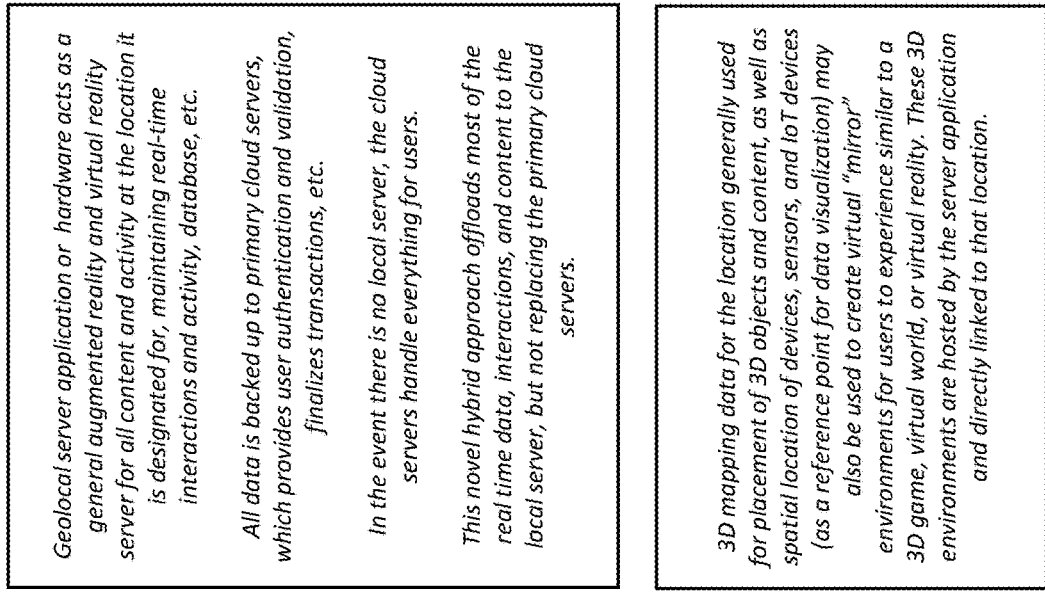 Geolocal server application or hardware acts as a
general augmented reality and virtual reality
server for all content and activity at the location it
is designated for, maintaining real-time
interactions and activity, database, etc.
All data is backed up to primary cloud servers,
which provides user authentication and validation,
finalizes transactions, etc.
In the event there is no local server, the cloud
servers handle everything for users.
This novel hybrid approach offloads most of the
real time data, interactions, and content to the
local server, but not replacing the primary cloud
servers.
3D mapping data for the location generally used
for placement of 3D objects and content, as well as
spatial location of devices, sensors, and IoT devices
(as a reference point for data visualization) may
also be used to create virtual “mirror”
environments for users to experience similar to a
3D game, virtual world, or virtual reality. These 3D
environments are hosted by the server application
and directly linked to that location.